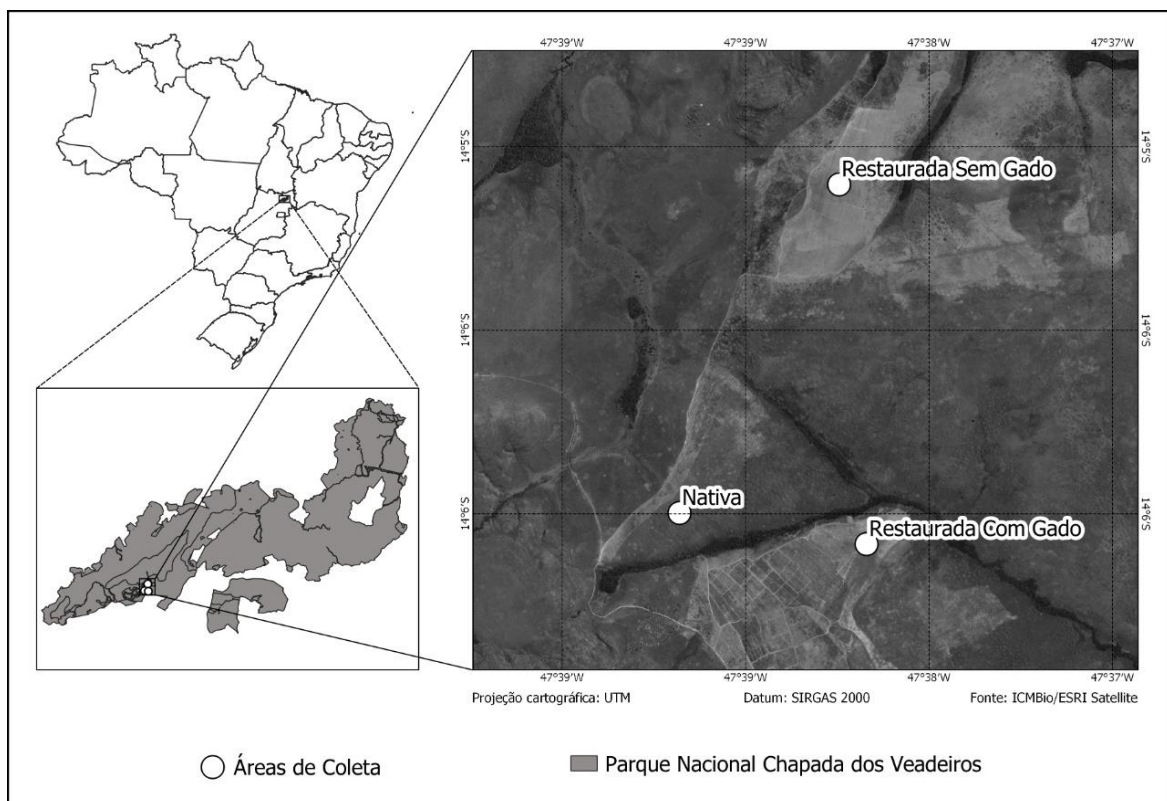 47°39'W 47°39'W 47°38'W 47°37'W
14°5'S 14°5'S
Restaurada Sem Gado
14°6'S 14°6'S
Nativa
Restaurada Com Gado
14°6'S 14°6'S
47°39'W 47°39'W 47°38'W 47°37'W
Projeção cartográfica: UTM Datum: SIRGAS 2000 Fonte: ICMBio/ESRI Satellite
Áreas de Coleta Parque Nacional Chapada dos Veadeiros